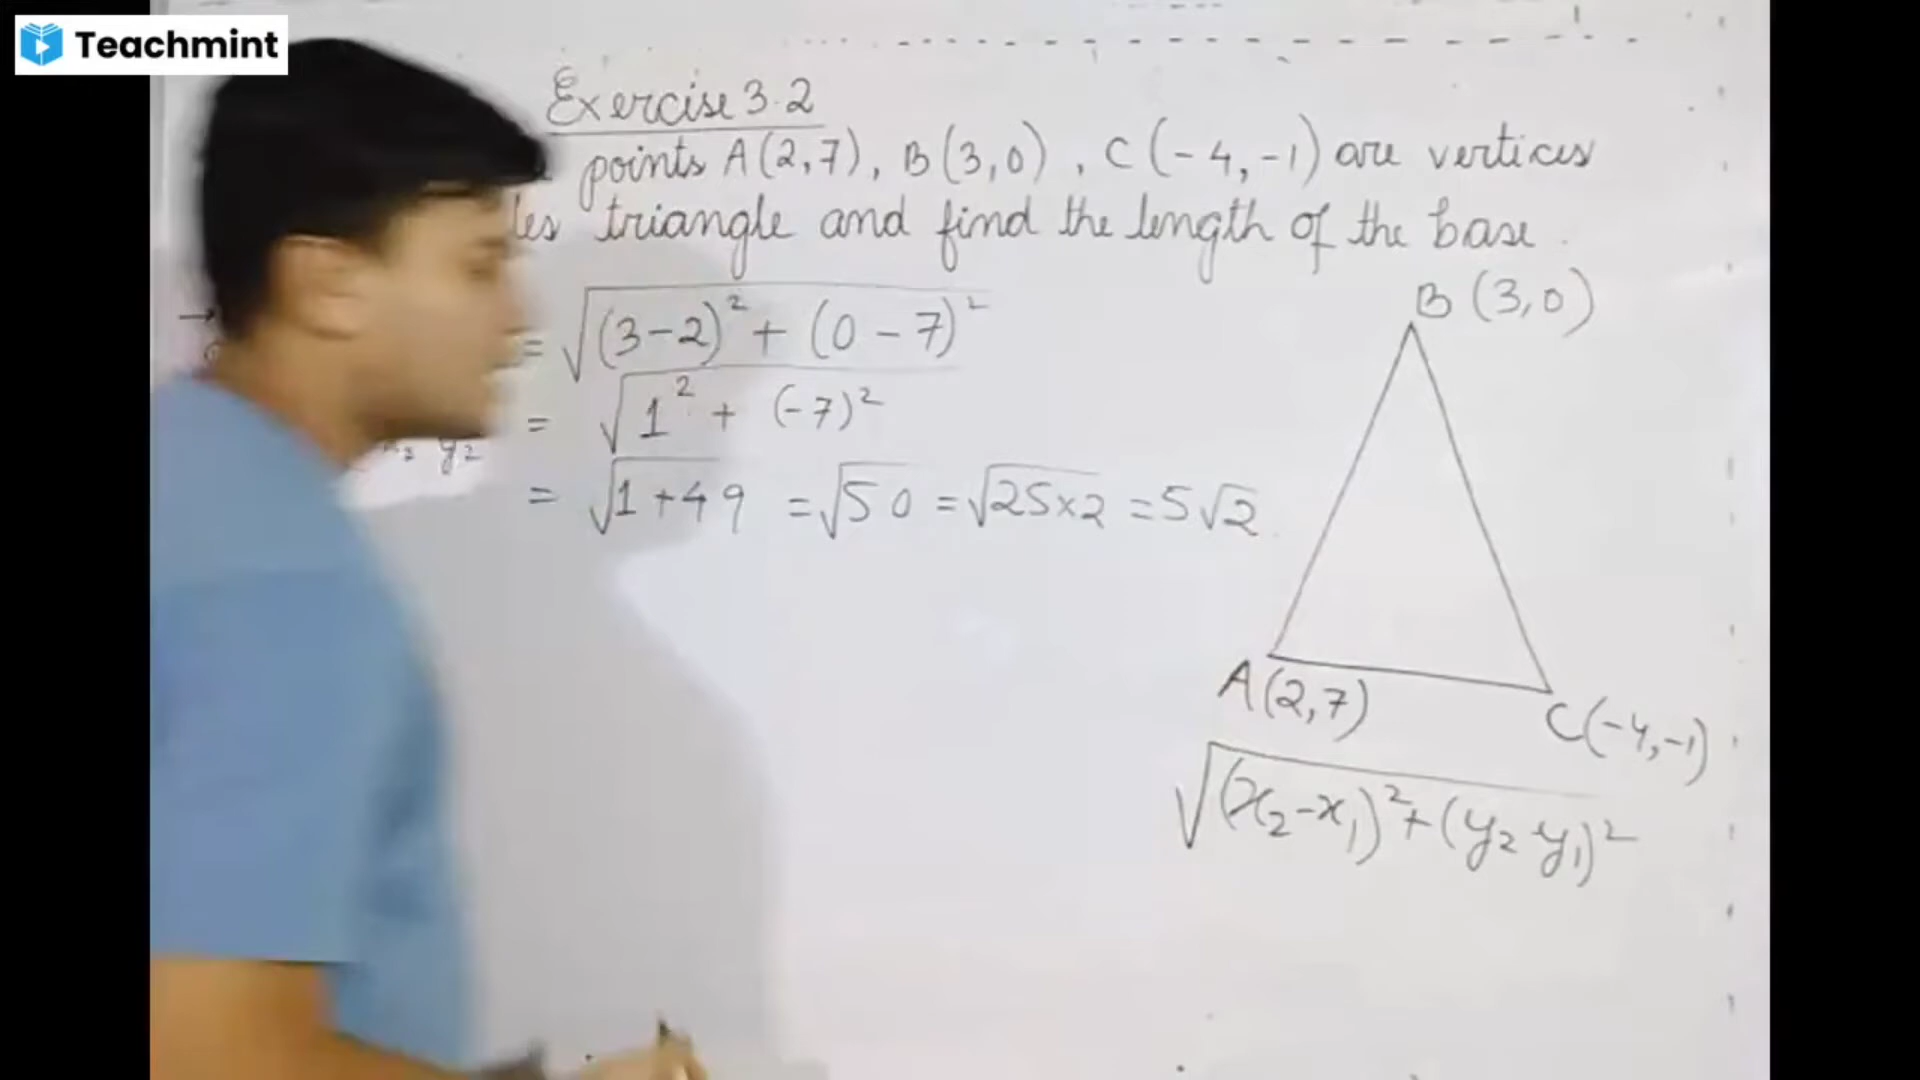 Teachmint
Exercise 3.2
points A(2,7), B(3,0), C(-4,-1) are vertices
les triangle and find the length of the base.
B (3,0)
→
= √(3-2)² + (0-7)²
= √1² + (-7)²
y₂
= √1+49 = √50 = √25×2 = 5√2
A(2,7)
C(-4,-1)
√(x₂-x₁)²+(y₂-y₁)²